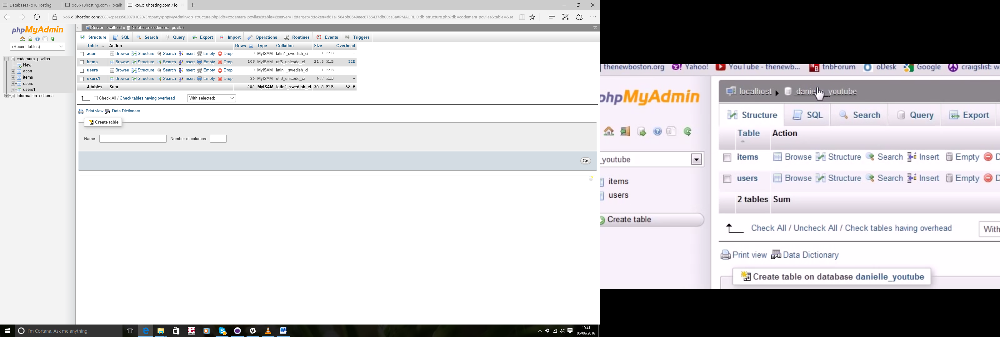 Databases - x10Hosting
xo6.x10hosting.com / localh
xo6.x10hosting.com / lo
xo6.x10hosting.com:2083/cpsess5820701020/3rdparty/phpMyAdmin/db_structure.php?db=codemara_povilas&table=&server=1&target=&token=d61a1564bb0649eec8756437db00ce3a#PMAURL-0:db_structure.php?db=codemara_povilas&table=&se
phpMyAdmin
(Recent tables) ...
codemara_povilas
New
acon
items
users
users1
information_schema
Server: localhost » Database: codemara_povilas
Structure SQL Search Query Export Import Operations Routines Events Triggers
Table Action Rows Type Collation Size Overhead
acon Browse Structure Search Insert Empty Drop 0 MyISAM latin1_swedish_ci 1 KiB -
items Browse Structure Search Insert Empty Drop 106 MyISAM utf8_unicode_ci 21.8 KiB 32B
users Browse Structure Search Insert Empty Drop 0 MyISAM latin1_swedish_ci 1 KiB -
users1 Browse Structure Search Insert Empty Drop 96 MyISAM utf8_unicode_ci 6.7 KiB -
4 tables Sum 202 MyISAM latin1_swedish_ci 30.5 KiB 32 B
Check All / Check tables having overhead With selected:
Print view Data Dictionary
Create table
Name: Number of columns:
Go
I'm Cortana. Ask me anything.
10:41
06/06/2016
thenewboston.org Yahoo! YouTube - thenewb... tnbForum oDesk Google craigslist: w
phpMyAdmin
_youtube
items
users
Create table
localhost
_youtube
Structure SQL Search Query Export
Table Action
items Browse Structure Search Insert Empty D
users Browse Structure Search Insert Empty D
2 tables Sum
Check All / Uncheck All / Check tables having overhead With
Print view Data Dictionary
Create table on database danielle_youtube